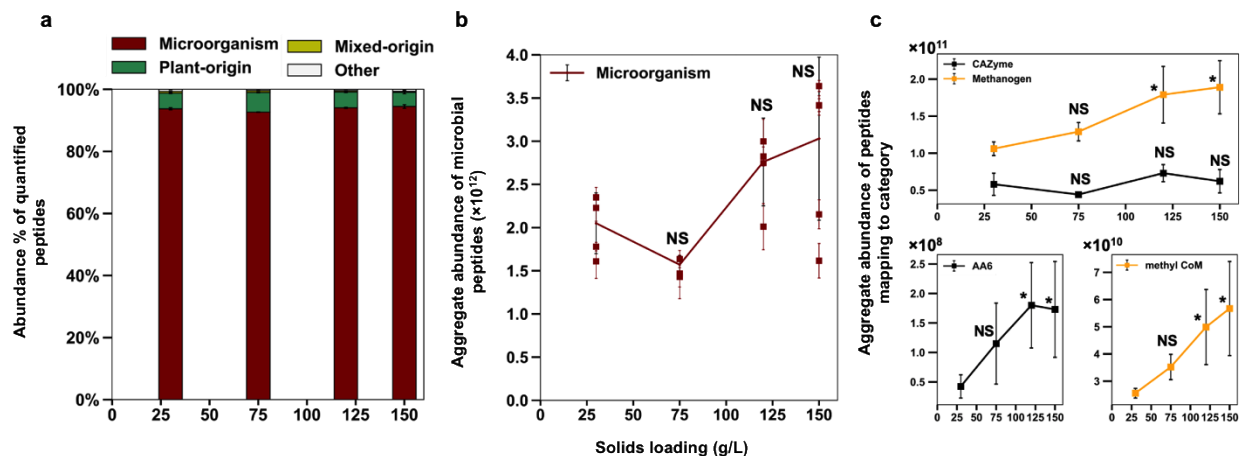 a
Microorganism
Mixed-origin
Plant-origin
Other
Abundance % of quantified
peptides
100%
80%
60%
40%
20%
0%
0 25 50 75 100 125 150
b
Aggregate abundance of microbial
peptides (×10¹²)
4.0
3.5
3.0
2.5
2.0
1.5
1.0
0.5
0.0
Microorganism
NS
NS
NS
0 25 50 75 100 125 150
Solids loading (g/L)
c
Aggregate abundance of peptides
mapping to category
×10¹¹
2.0
1.5
1.0
0.5
CAZyme
Methanogen
NS
*
*
NS
NS
NS
0 25 50 75 100 125 150
×10⁸
2.5
2.0
1.5
1.0
0.5
AA6
NS
*
*
0 25 50 75 100 125 150
×10¹⁰
7
6
5
4
3
methyl CoM
NS
*
*
0 25 50 75 100 125 150